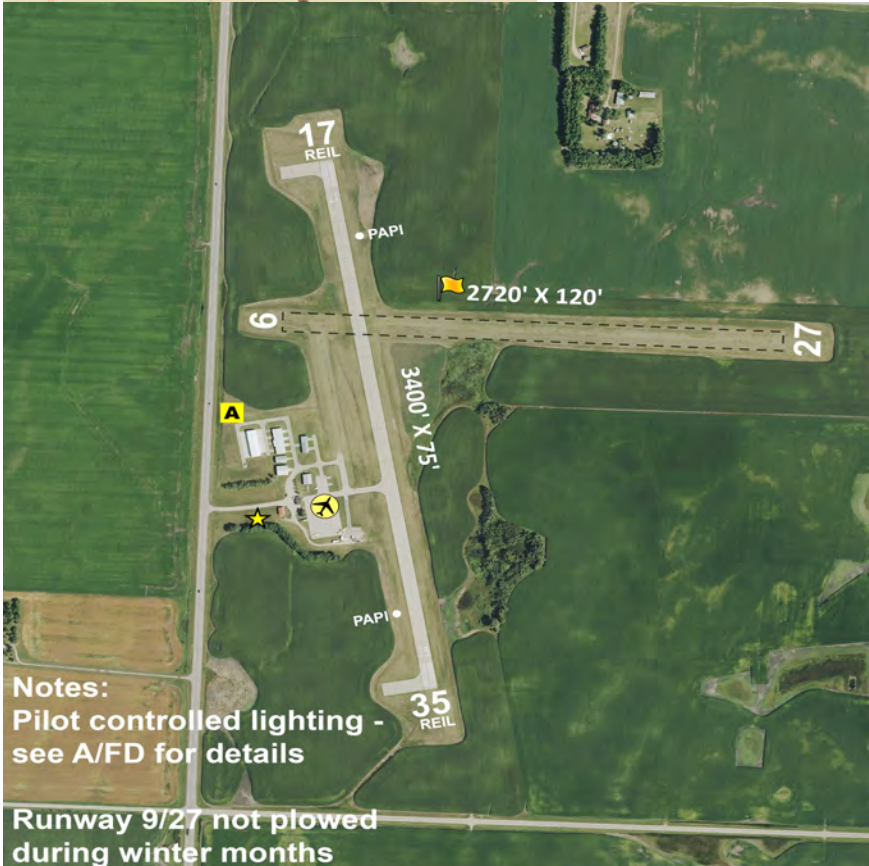 17
REIL
PAPI
2720' X 120'
9
27
3400' X 75'
A
PAPI
35
REIL
Notes:
Pilot controlled lighting -
see A/FD for details
Runway 9/27 not plowed
during winter months